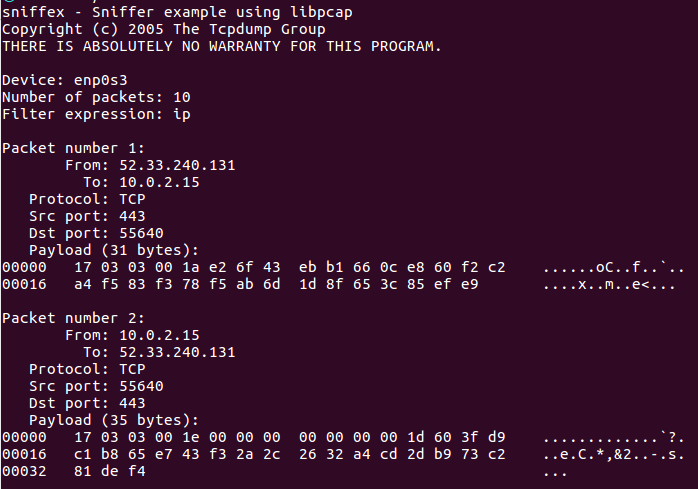 sniffex - Sniffer example using libpcap
Copyright (c) 2005 The Tcpdump Group
THERE IS ABSOLUTELY NO WARRANTY FOR THIS PROGRAM.

Device: enp0s3
Number of packets: 10
Filter expression: ip

Packet number 1:
       From: 52.33.240.131
         To: 10.0.2.15
   Protocol: TCP
   Src port: 443
   Dst port: 55640
   Payload (31 bytes):
00000   17 03 03 00 1a e2 6f 43  eb b1 66 0c e8 60 f2 c2    ......oC..f..`..
00016   a4 f5 83 f3 78 f5 ab 6d  1d 8f 65 3c 85 ef e9       ....x..m..e<...

Packet number 2:
       From: 10.0.2.15
         To: 52.33.240.131
   Protocol: TCP
   Src port: 55640
   Dst port: 443
   Payload (35 bytes):
00000   17 03 03 00 1e 00 00 00  00 00 00 00 1d 60 3f d9    .............`?.
00016   c1 b8 65 e7 43 f3 2a 2c  26 32 a4 cd 2d b9 73 c2    ..e.C.*,&2..-.s.
00032   81 de f4                                            ...